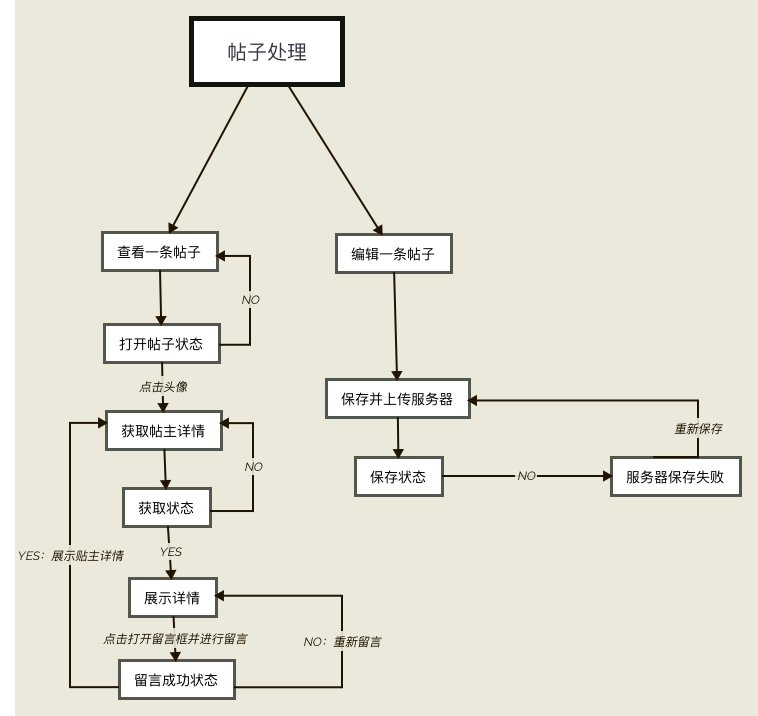 帖子处理
查看一条帖子
编辑一条帖子
NO
打开帖子状态
点击头像
保存并上传服务器
获取帖主详情
重新保存
NO
保存状态
NO
服务器保存失败
获取状态
YES
YES：展示贴主详情
展示详情
点击打开留言框并进行留言
NO：重新留言
留言成功状态